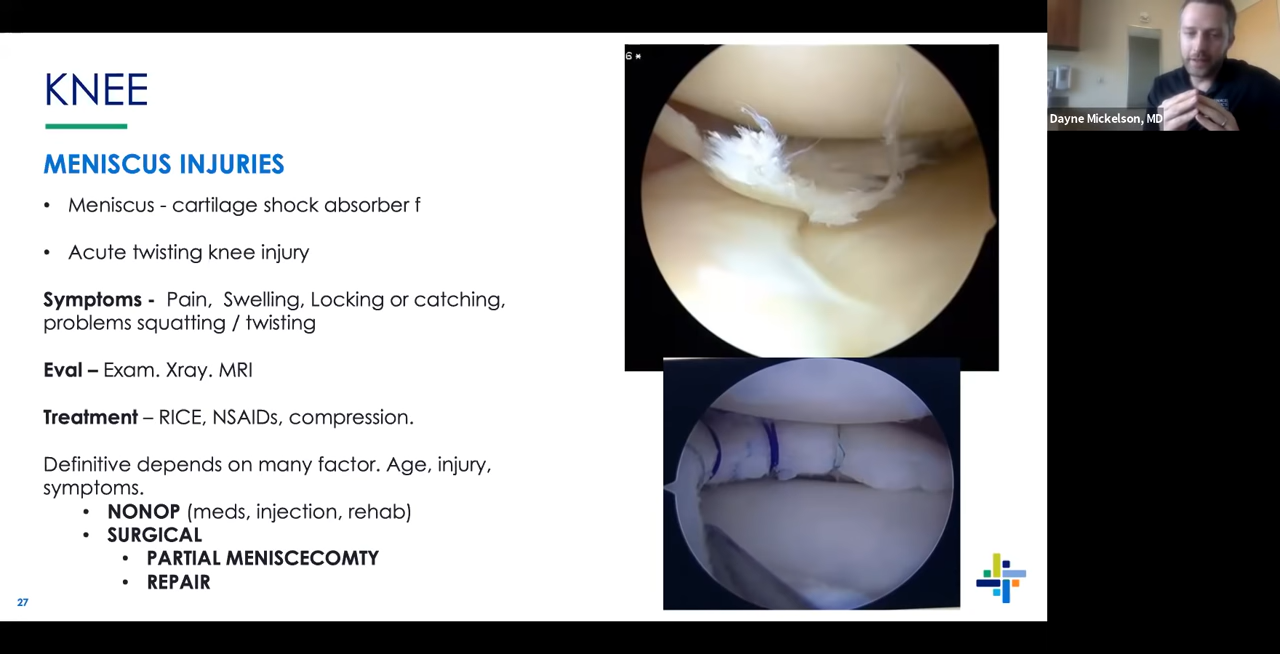 KNEE
MENISCUS INJURIES
• Meniscus - cartilage shock absorber f
• Acute twisting knee injury
Symptoms - Pain, Swelling, Locking or catching,
problems squatting / twisting
Eval – Exam. Xray. MRI
Treatment – RICE, NSAIDs, compression.
Definitive depends on many factor. Age, injury,
symptoms.
• NONOP (meds, injection, rehab)
• SURGICAL
• PARTIAL MENISCECOMTY
• REPAIR
27
6 *
Dayne Mickelson, MD